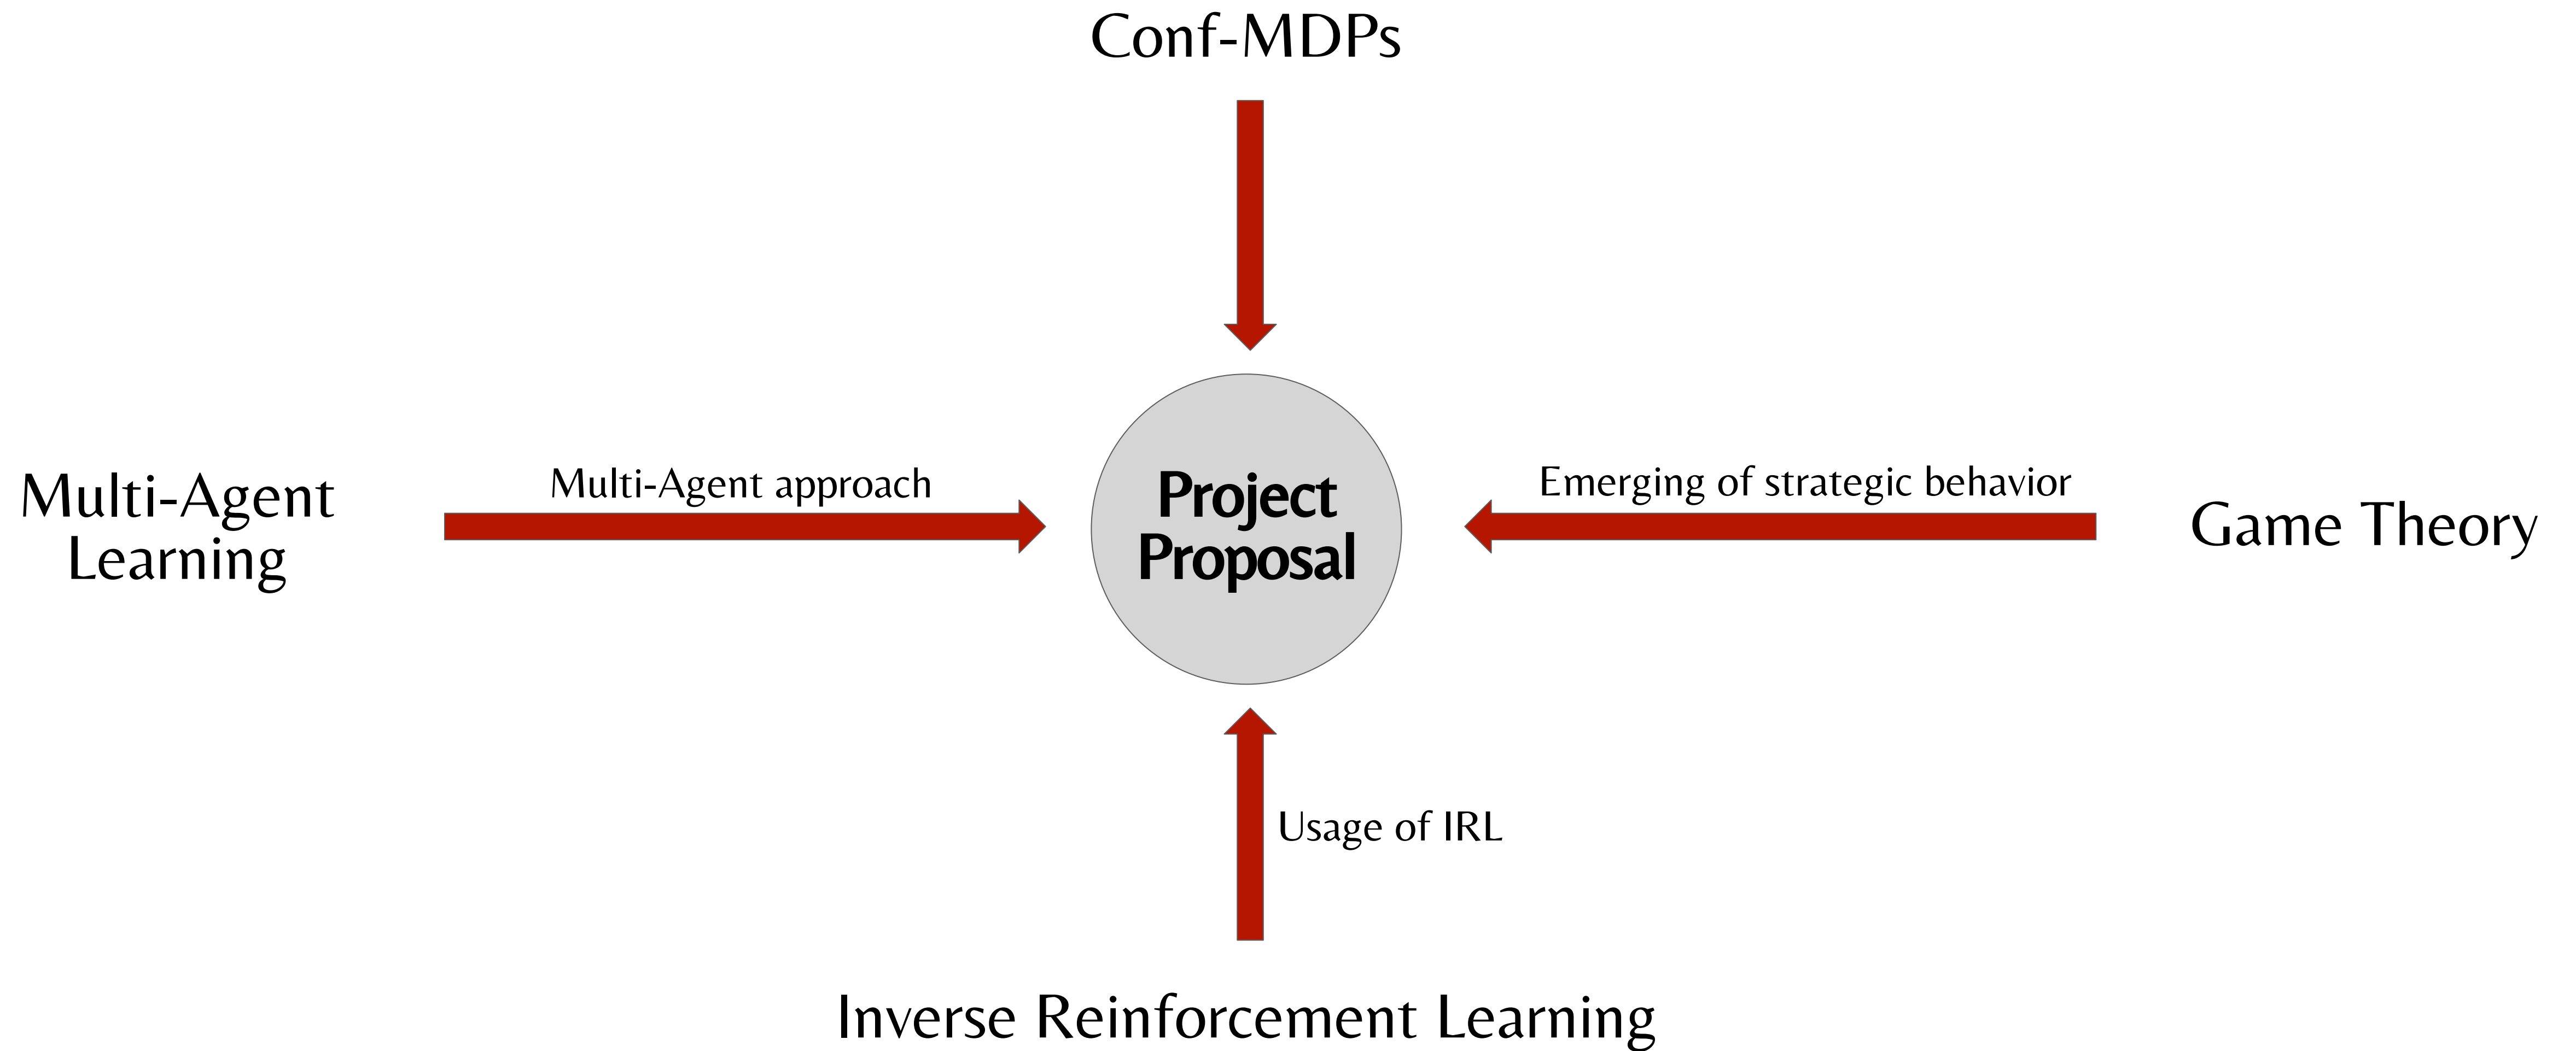 Conf-MDPs
Multi-Agent
Learning
Multi-Agent approach
Project
Proposal
Emerging of strategic behavior
Game Theory
Usage of IRL
Inverse Reinforcement Learning